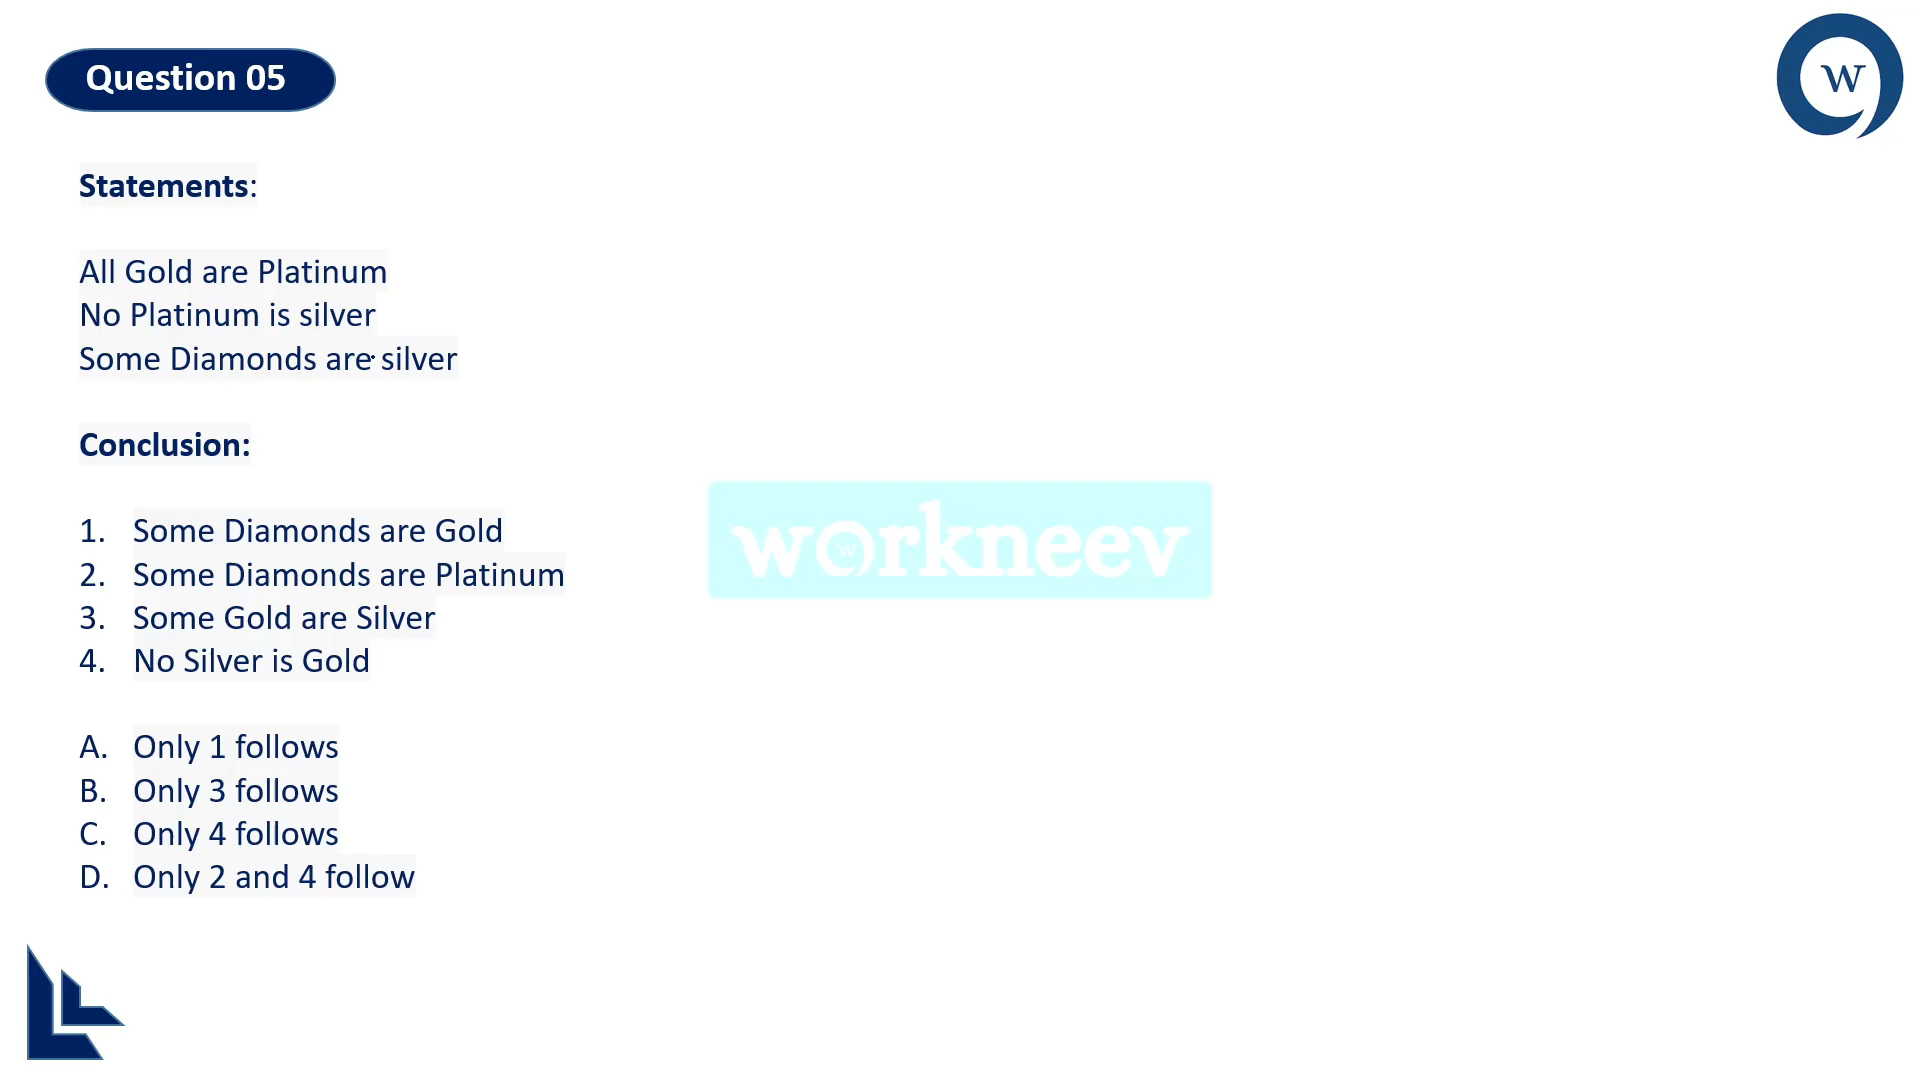 Question 05
W
Statements:
All Gold are Platinum
No Platinum is silver
Some Diamonds are silver
Conclusion:
1. Some Diamonds are Gold
2. Some Diamonds are Platinum
3. Some Gold are Silver
4. No Silver is Gold
workneev
A. Only 1 follows
B. Only 3 follows
C. Only 4 follows
D. Only 2 and 4 follow